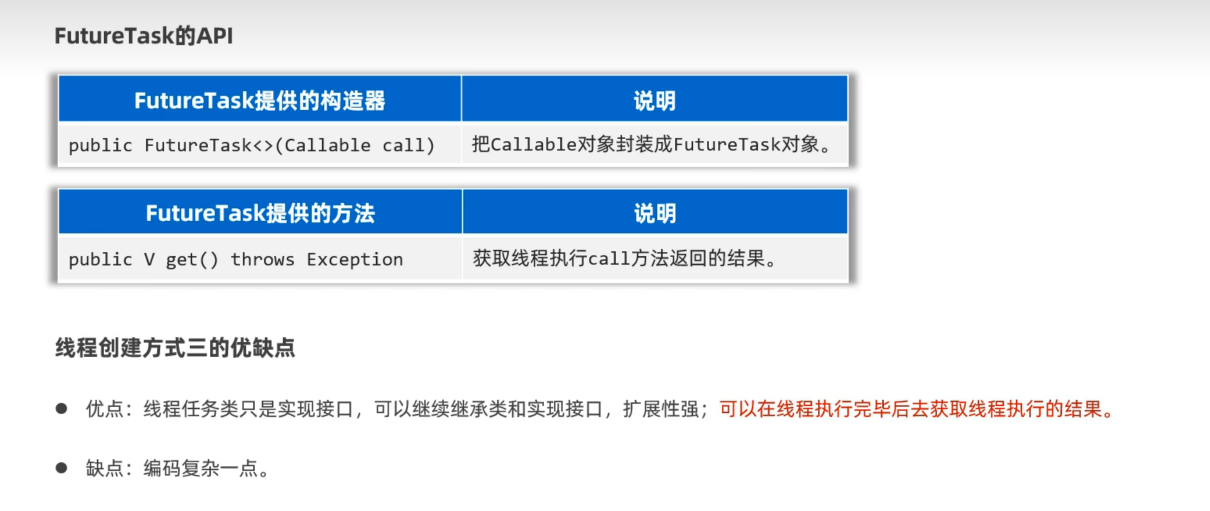 FutureTask的API
FutureTask提供的构造器 说明
public FutureTask<>(Callable call) 把Callable对象封装成FutureTask对象。
FutureTask提供的方法 说明
public V get() throws Exception 获取线程执行call方法返回的结果。
线程创建方式三的优缺点
● 优点：线程任务类只是实现接口，可以继续继承类和实现接口，扩展性强；可以在线程执行完毕后去获取线程执行的结果。
● 缺点：编码复杂一点。